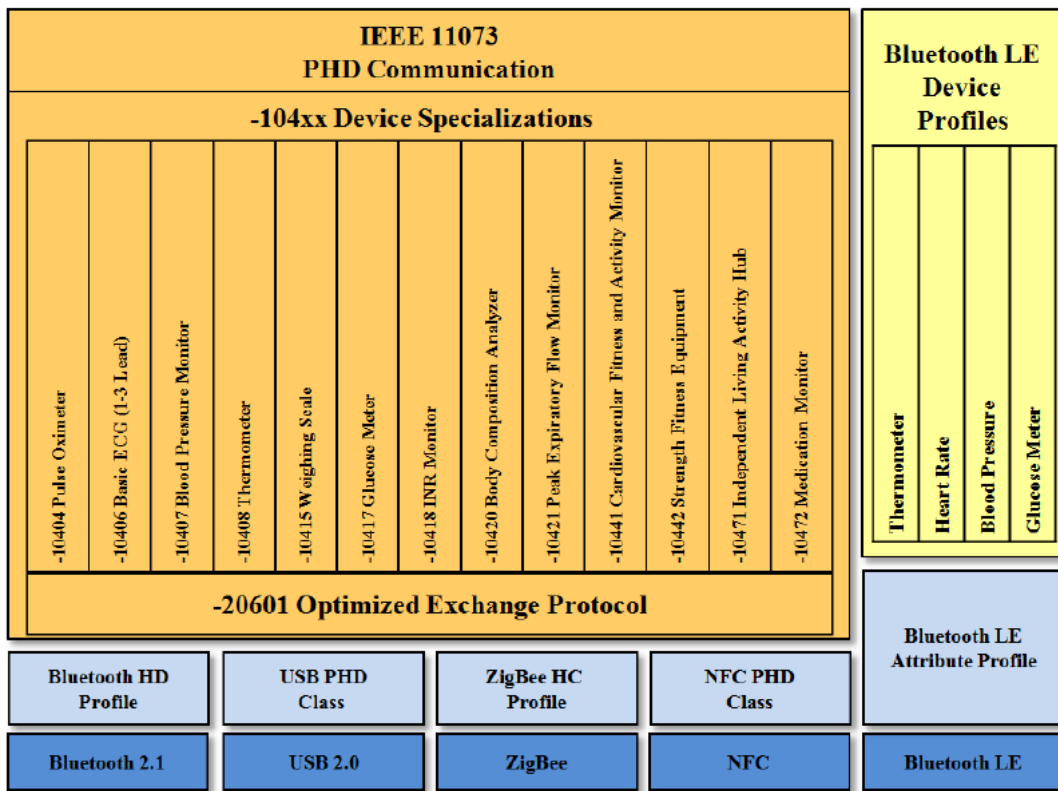 IEEE 11073
PHD Communication
-104xx Device Specializations
-10404 Pulse Oximeter
-10406 Basic ECG (1-3 Lead)
-10407 Blood Pressure Monitor
-10408 Thermometer
-10415 Weighing Scale
-10417 Glucose Meter
-10418 INR Monitor
-10420 Body Composition Analyzer
-10421 Peak Expiratory Flow Monitor
-10441 Cardiovascular Fitness and Activity Monitor
-10442 Strength Fitness Equipment
-10471 Independent Living Activity Hub
-10472 Medication Monitor
-20601 Optimized Exchange Protocol
Bluetooth LE
Device
Profiles
Thermometer
Heart Rate
Blood Pressure
Glucose Meter
Bluetooth HD
Profile
USB PHD
Class
ZigBee HC
Profile
NFC PHD
Class
Bluetooth LE
Attribute Profile
Bluetooth 2.1
USB 2.0
ZigBee
NFC
Bluetooth LE